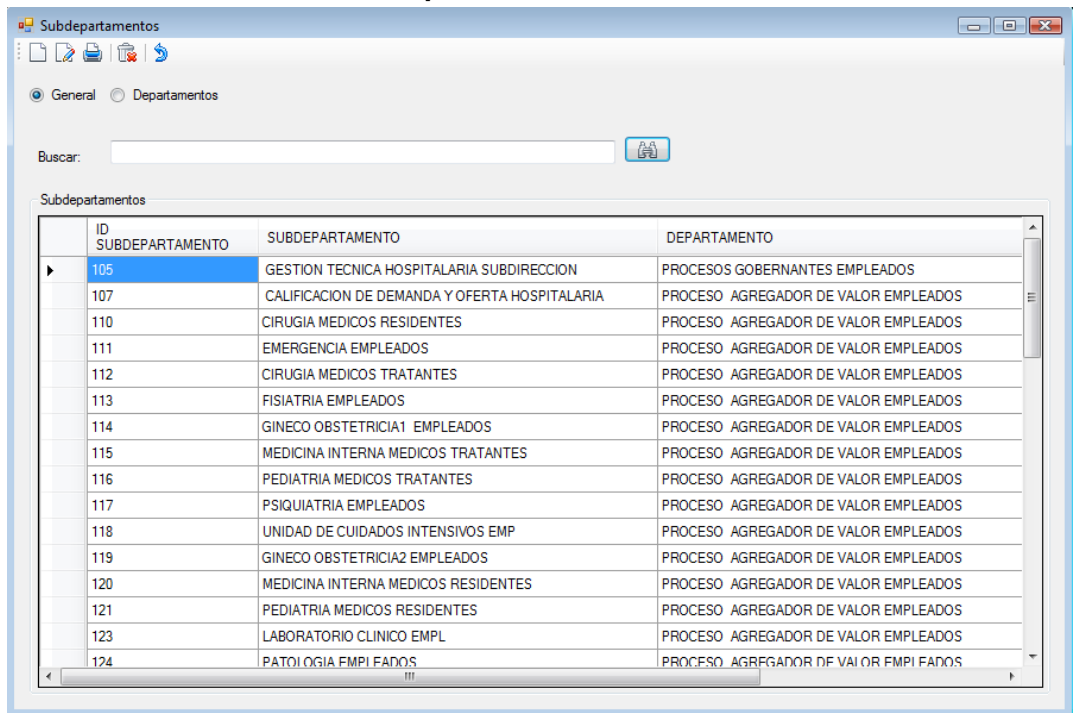 Subdepartamentos
General Departamentos
Buscar:
Subdepartamentos
ID SUBDEPARTAMENTO SUBDEPARTAMENTO DEPARTAMENTO
105 GESTION TECNICA HOSPITALARIA SUBDIRECCION PROCESOS GOBERNANTES EMPLEADOS
107 CALIFICACION DE DEMANDA Y OFERTA HOSPITALARIA PROCESO AGREGADOR DE VALOR EMPLEADOS
110 CIRUGIA MEDICOS RESIDENTES PROCESO AGREGADOR DE VALOR EMPLEADOS
111 EMERGENCIA EMPLEADOS PROCESO AGREGADOR DE VALOR EMPLEADOS
112 CIRUGIA MEDICOS TRATANTES PROCESO AGREGADOR DE VALOR EMPLEADOS
113 FISIATRIA EMPLEADOS PROCESO AGREGADOR DE VALOR EMPLEADOS
114 GINECO OBSTETRICIA1 EMPLEADOS PROCESO AGREGADOR DE VALOR EMPLEADOS
115 MEDICINA INTERNA MEDICOS TRATANTES PROCESO AGREGADOR DE VALOR EMPLEADOS
116 PEDIATRIA MEDICOS TRATANTES PROCESO AGREGADOR DE VALOR EMPLEADOS
117 PSIQUIATRIA EMPLEADOS PROCESO AGREGADOR DE VALOR EMPLEADOS
118 UNIDAD DE CUIDADOS INTENSIVOS EMP PROCESO AGREGADOR DE VALOR EMPLEADOS
119 GINECO OBSTETRICIA2 EMPLEADOS PROCESO AGREGADOR DE VALOR EMPLEADOS
120 MEDICINA INTERNA MEDICOS RESIDENTES PROCESO AGREGADOR DE VALOR EMPLEADOS
121 PEDIATRIA MEDICOS RESIDENTES PROCESO AGREGADOR DE VALOR EMPLEADOS
123 LABORATORIO CLINICO EMPL PROCESO AGREGADOR DE VALOR EMPLEADOS
124 PATOLOGIA EMPLEADOS PROCESO AGREGADOR DE VALOR EMPLEADOS